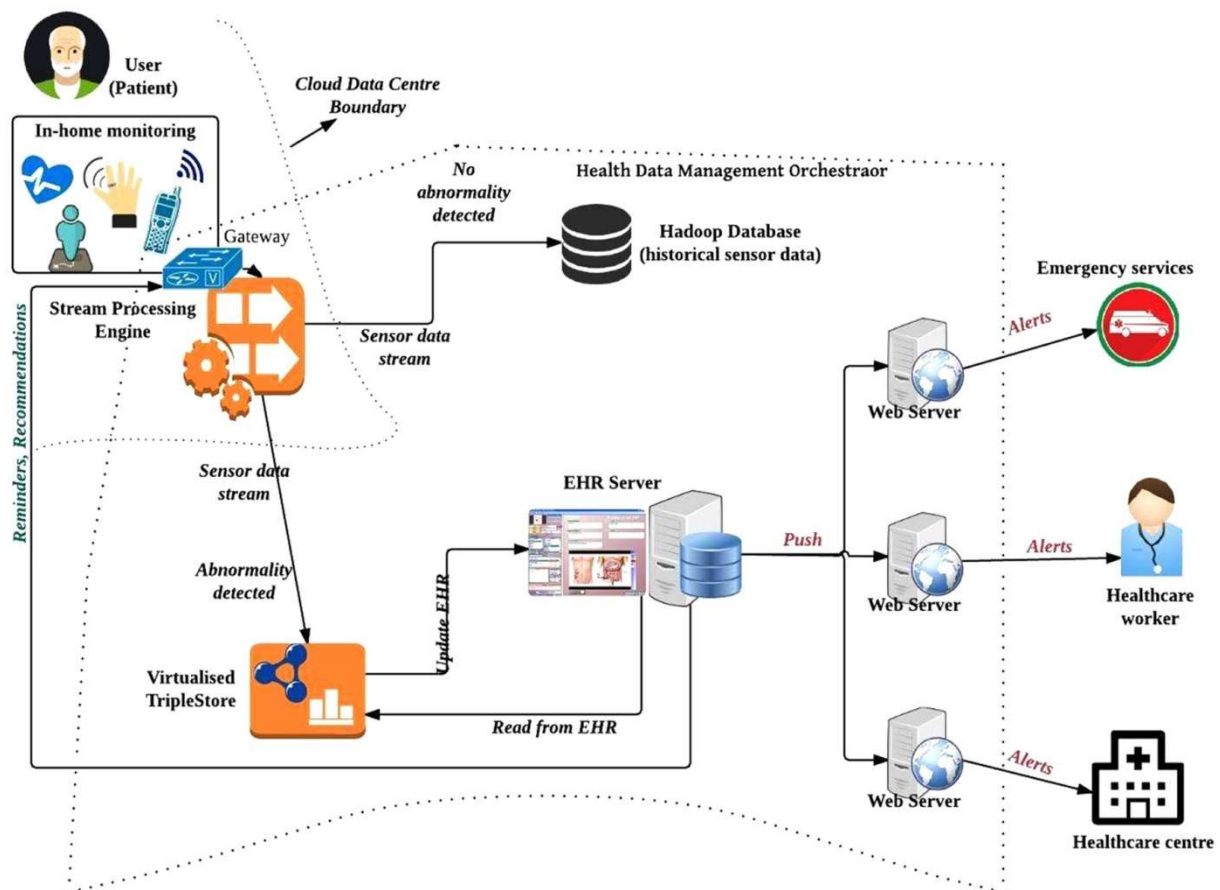 User
(Patient)
Cloud Data Centre
Boundary
In-home monitoring
No
abnormality
detected
Health Data Management Orchestraor
Gateway
V
Hadoop Database
(historical sensor data)
Emergency services
Stream Processing
Engine
Sensor data
stream
Alerts
Web Server
Reminders, Recommendations
Sensor data
stream
EHR Server
Push
Alerts
Web Server
Healthcare
worker
Abnormality
detected
Update EHR
Virtualised
TripleStore
Read from EHR
Alerts
Web Server
Healthcare centre